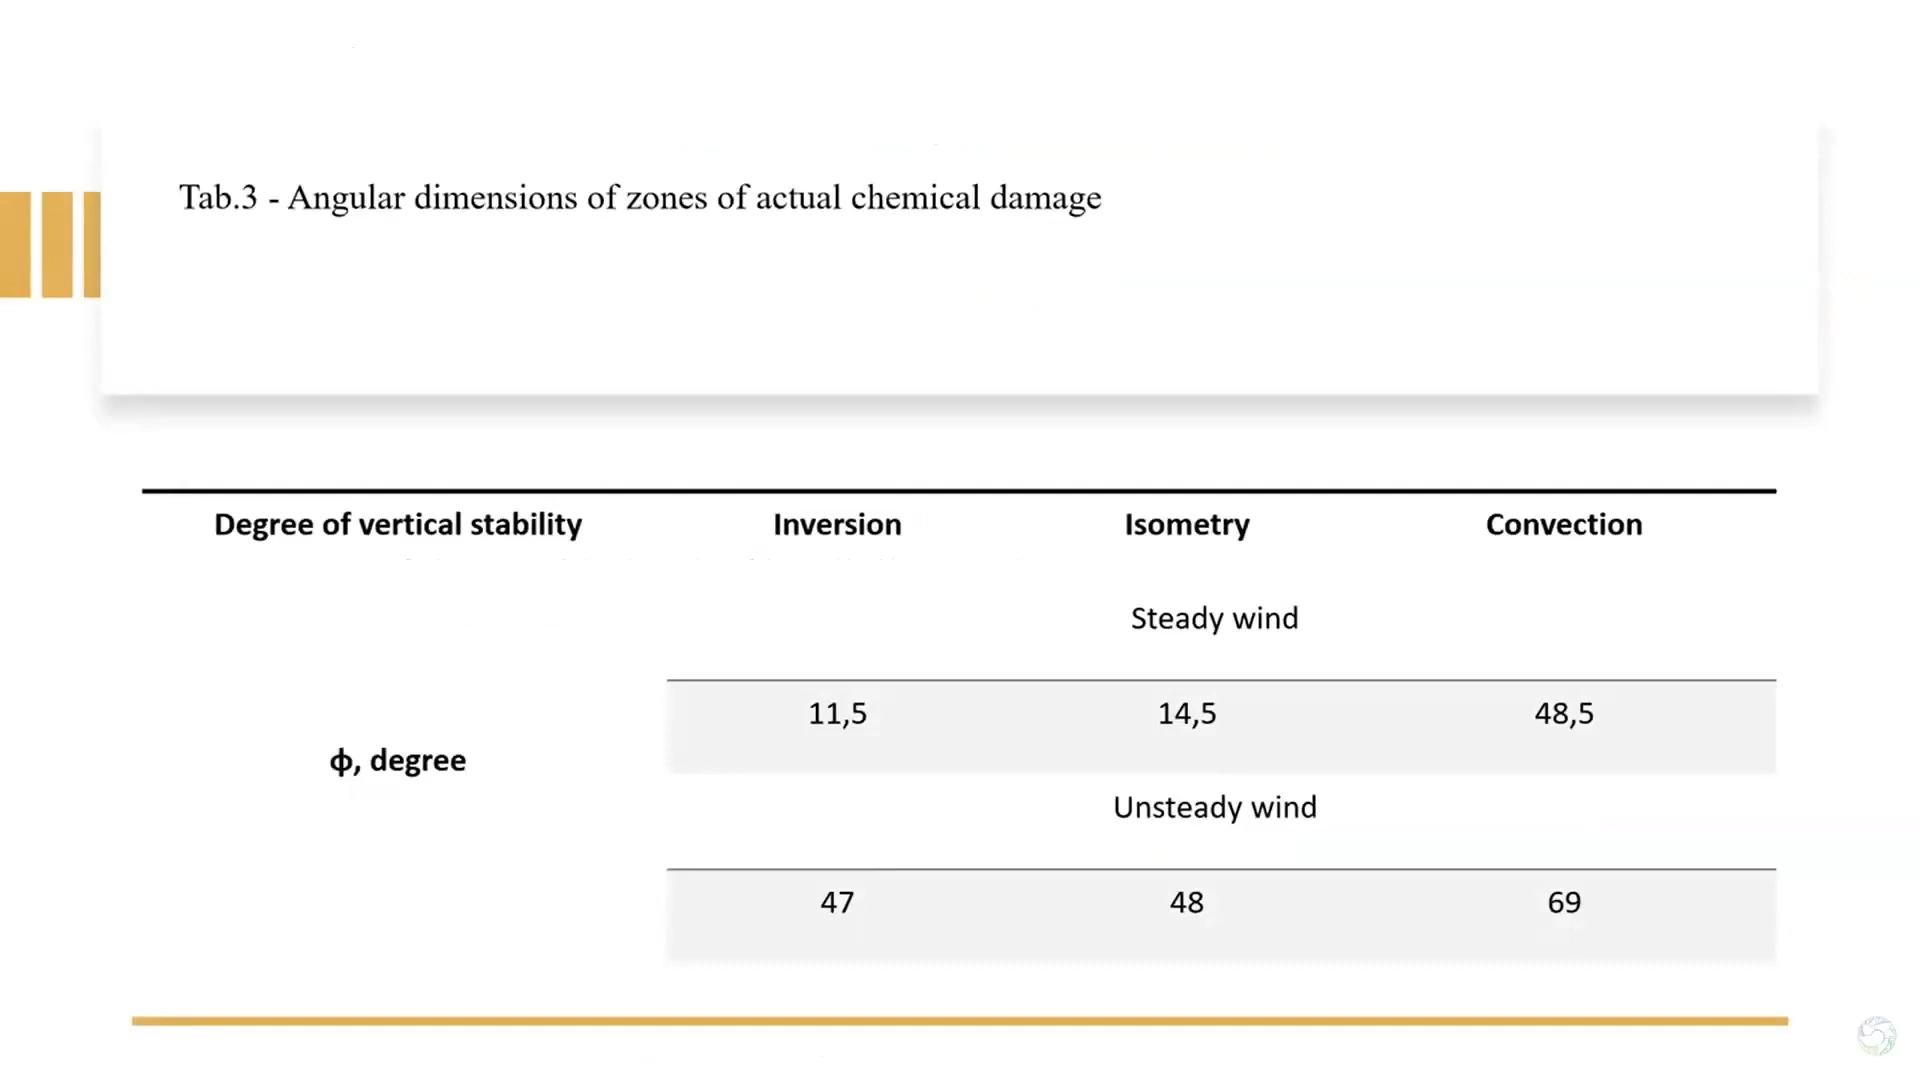 Tab.3 - Angular dimensions of zones of actual chemical damage
Degree of vertical stability Inversion Isometry Convection
Steady wind
11,5 14,5 48,5
ф, degree
Unsteady wind
47 48 69